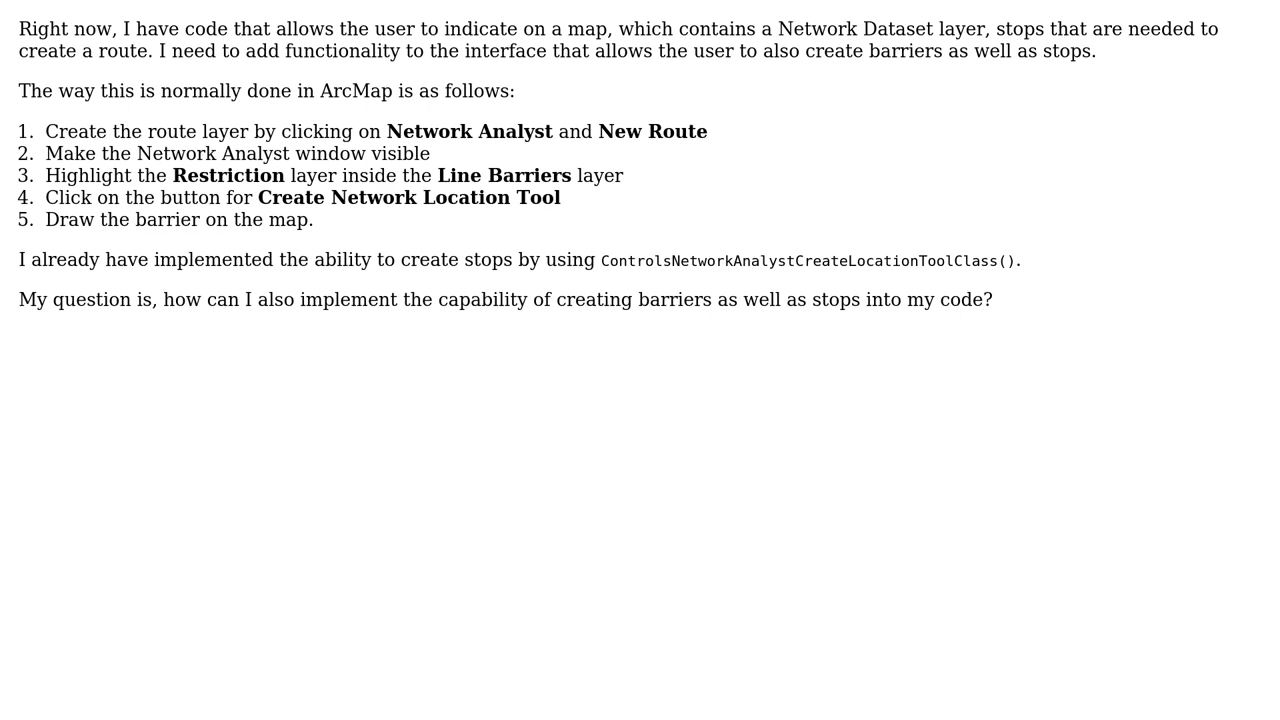 Right now, I have code that allows the user to indicate on a map, which contains a Network Dataset layer, stops that are needed to
create a route. I need to add functionality to the interface that allows the user to also create barriers as well as stops.
The way this is normally done in ArcMap is as follows:
1. Create the route layer by clicking on Network Analyst and New Route
2. Make the Network Analyst window visible
3. Highlight the Restriction layer inside the Line Barriers layer
4. Click on the button for Create Network Location Tool
5. Draw the barrier on the map.
I already have implemented the ability to create stops by using ControlsNetworkAnalystCreateLocationToolClass().
My question is, how can I also implement the capability of creating barriers as well as stops into my code?